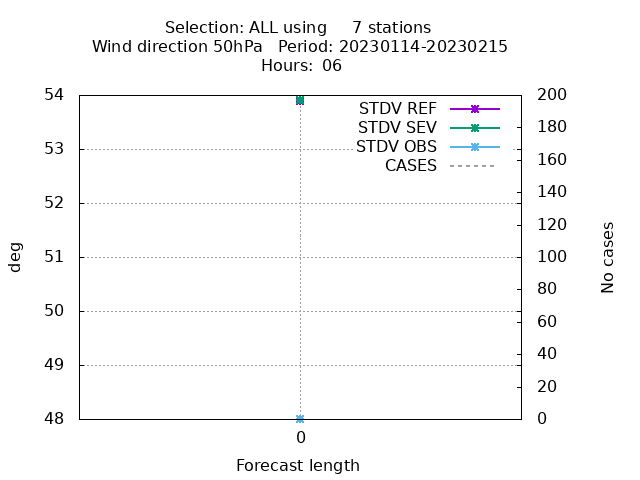 Selection: ALL using     7 stations
Wind direction 50hPa   Period: 20230114-20230215
Hours:  06
54
53
52
51
50
49
48
200
180
160
140
120
100
80
60
40
20
0
STDV REF
STDV SEV
STDV OBS
CASES
deg
No cases
0
Forecast length